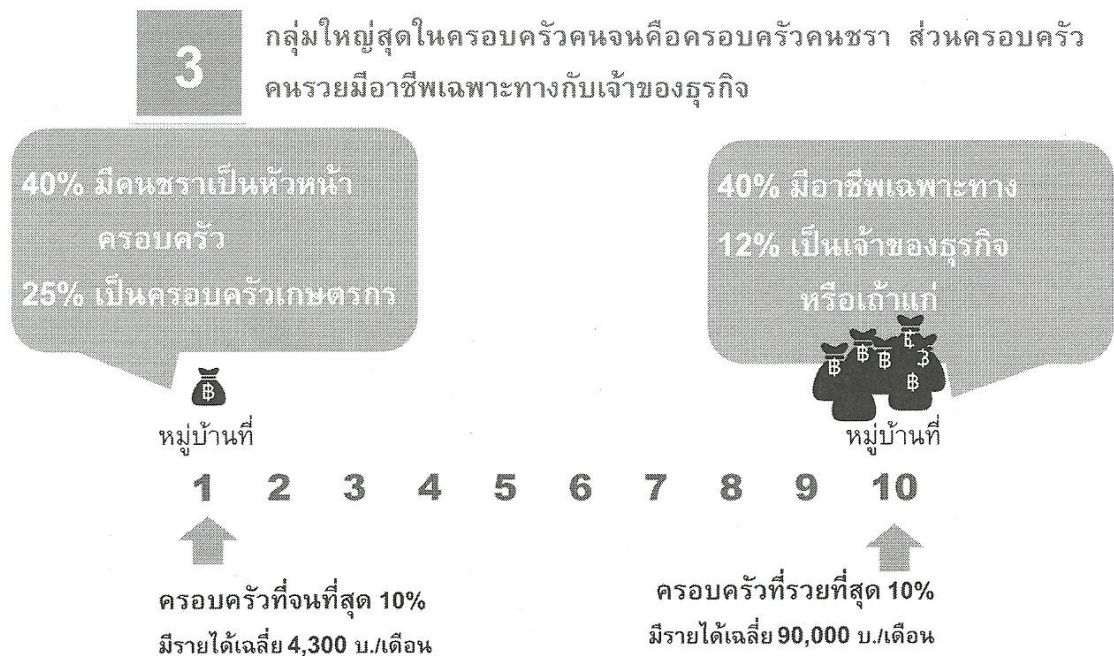 3
กลุ่มใหญ่สุดในครอบครัวคนจนคือครอบครัวคนชรา ส่วนครอบครัว
คนรวยมีอาชีพเฉพาะทางกับเจ้าของธุรกิจ
40% มีคนชราเป็นหัวหน้า
ครอบครัว
25% เป็นครอบครัวเกษตรกร
40% มีอาชีพเฉพาะทาง
12% เป็นเจ้าของธุรกิจ
หรือเถ้าแก่
฿
฿ ฿ ฿ ฿ ฿
หมู่บ้านที่
หมู่บ้านที่
1 2 3 4 5 6 7 8 9 10
ครอบครัวที่จนที่สุด 10%
มีรายได้เฉลี่ย 4,300 บ./เดือน
ครอบครัวที่รวยที่สุด 10%
มีรายได้เฉลี่ย 90,000 บ./เดือน